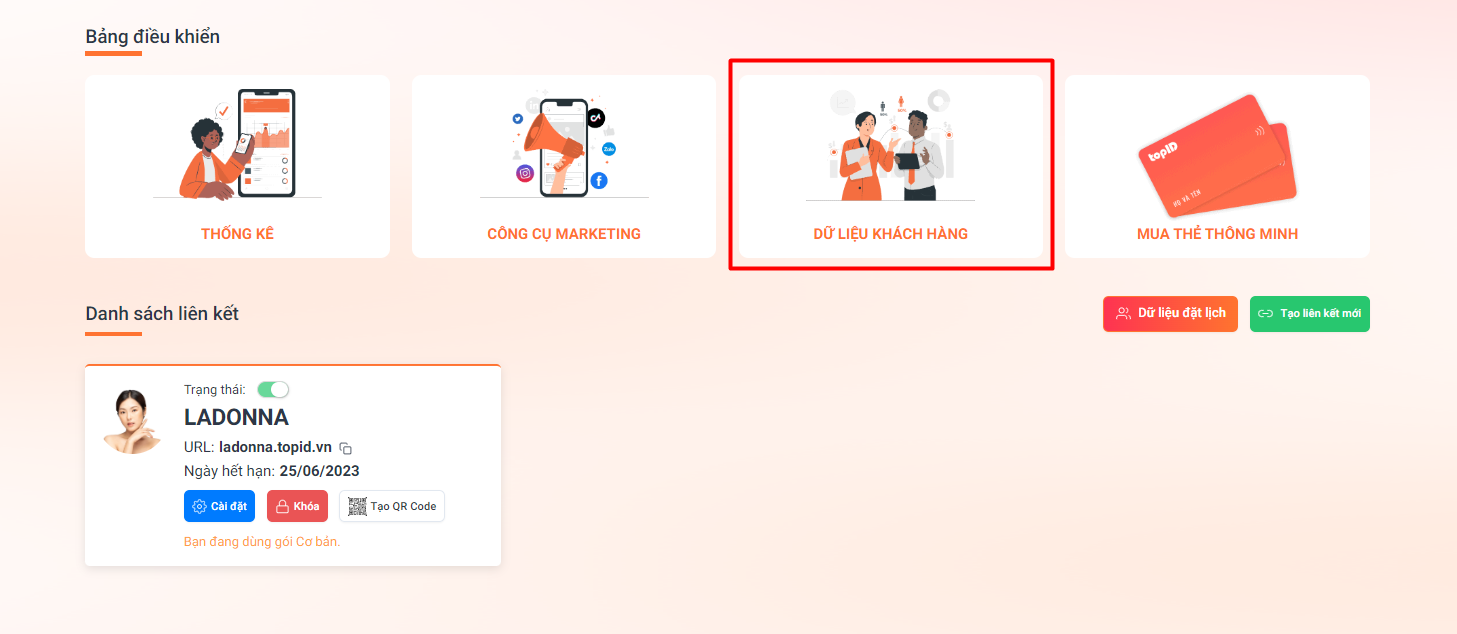 Bảng điều khiển
THỐNG KÊ
CÔNG CỤ MARKETING
DỮ LIỆU KHÁCH HÀNG
topID
HỌ VÀ TÊN
MUA THẺ THÔNG MINH
Danh sách liên kết
Dữ liệu đặt lịch
Tạo liên kết mới
Trạng thái:
LADONNA
URL: ladonna.topid.vn
Ngày hết hạn: 25/06/2023
Cài đặt
Khóa
Tạo QR Code
Bạn đang dùng gói Cơ bản.